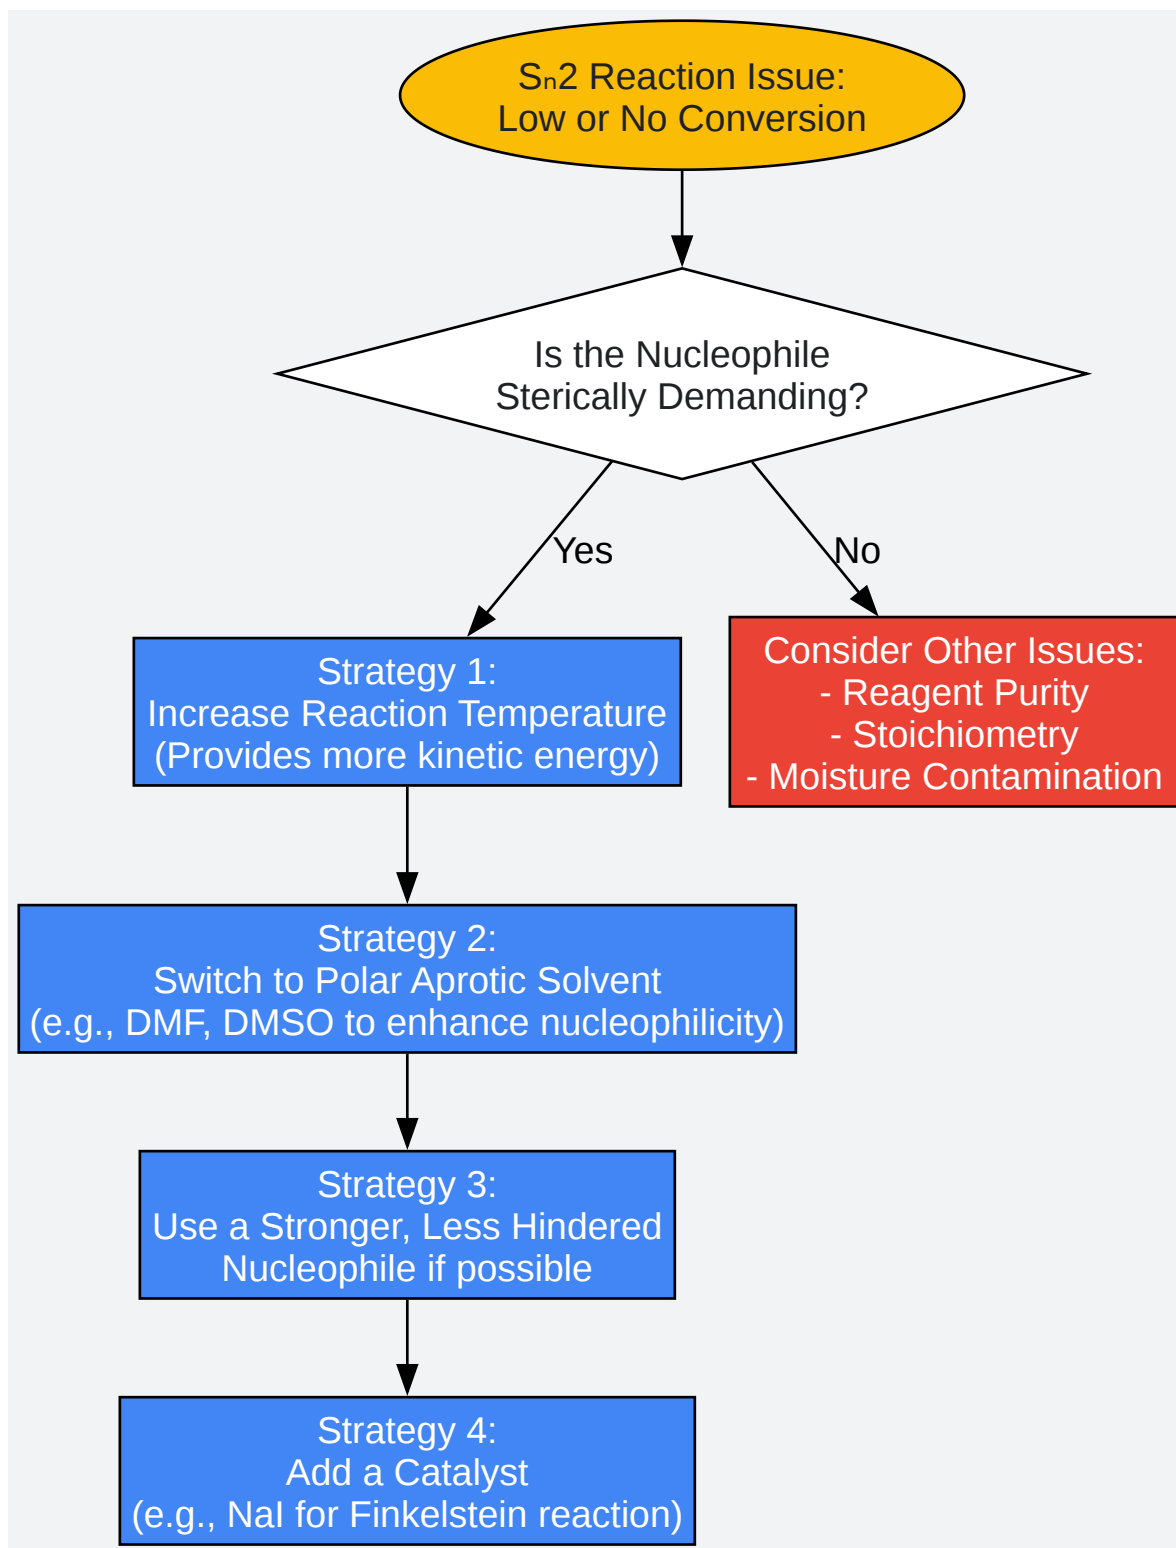 Sₙ2 Reaction Issue:
Low or No Conversion
Is the Nucleophile
Sterically Demanding?
Yes
No
Strategy 1:
Increase Reaction Temperature
(Provides more kinetic energy)
Consider Other Issues:
- Reagent Purity
- Stoichiometry
- Moisture Contamination
Strategy 2:
Switch to Polar Aprotic Solvent
(e.g., DMF, DMSO to enhance nucleophilicity)
Strategy 3:
Use a Stronger, Less Hindered
Nucleophile if possible
Strategy 4:
Add a Catalyst
(e.g., NaI for Finkelstein reaction)